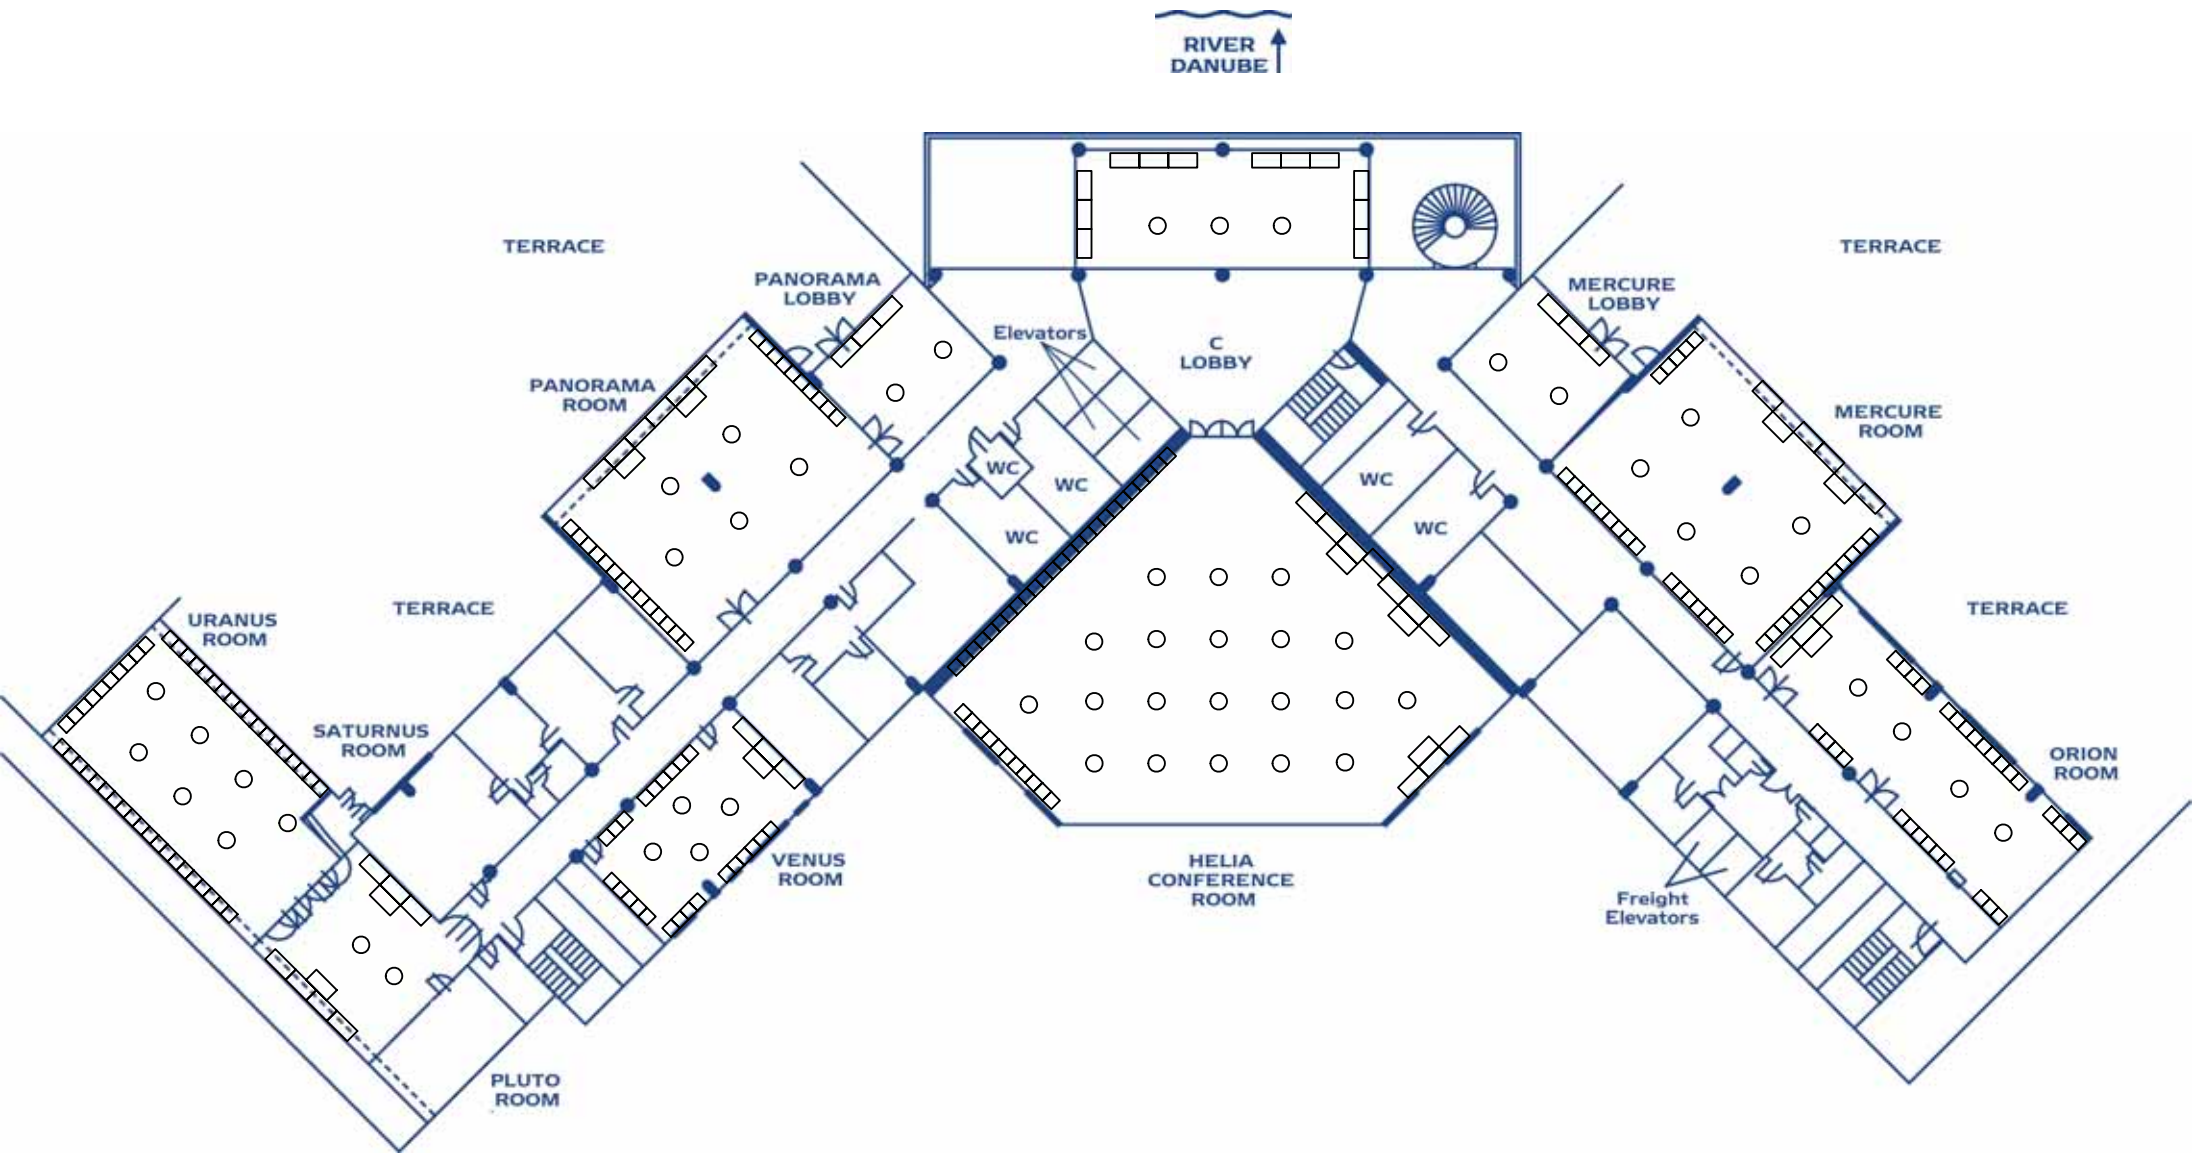 RIVER
DANUBE
TERRACE
TERRACE
PANORAMA
LOBBY
MERCURE
LOBBY
Elevators
C
LOBBY
PANORAMA
ROOM
MERCURE
ROOM
WC
WC
WC
WC
WC
TERRACE
TERRACE
URANUS
ROOM
SATURNUS
ROOM
ORION
ROOM
VENUS
ROOM
HELIA
CONFERENCE
ROOM
Freight
Elevators
PLUTO
ROOM